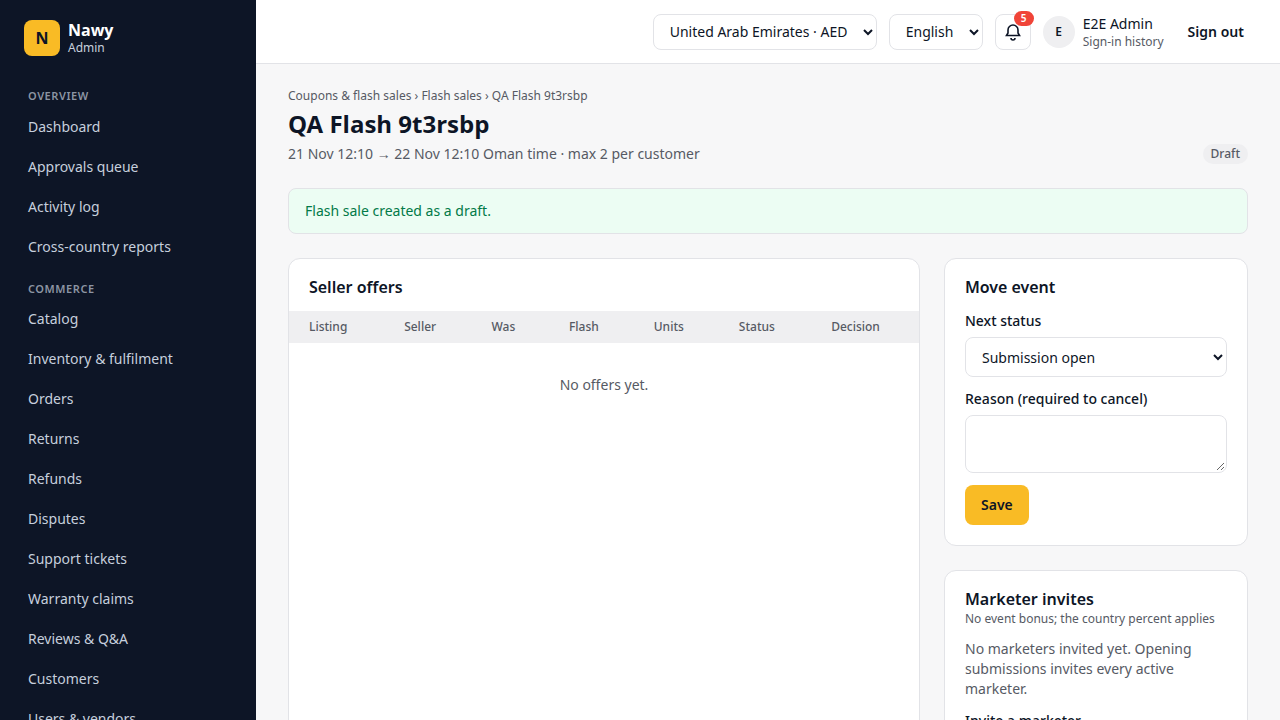 N
Nawy
Admin
United Arab Emirates · AED
English
5
E
E2E Admin
Sign-in history
Sign out
OVERVIEW
Dashboard
Approvals queue
Activity log
Cross-country reports
COMMERCE
Catalog
Inventory & fulfilment
Orders
Returns
Refunds
Disputes
Support tickets
Warranty claims
Reviews & Q&A
Customers
Users & vendors
Coupons & flash sales › Flash sales › QA Flash 9t3rsbp
QA Flash 9t3rsbp
21 Nov 12:10 → 22 Nov 12:10 Oman time · max 2 per customer
Draft
Flash sale created as a draft.
Seller offers
Listing Seller Was Flash Units Status Decision
No offers yet.
Move event
Next status
Submission open
Reason (required to cancel)
Save
Marketer invites
No event bonus; the country percent applies
No marketers invited yet. Opening
submissions invites every active
marketer.
Invite a marketer